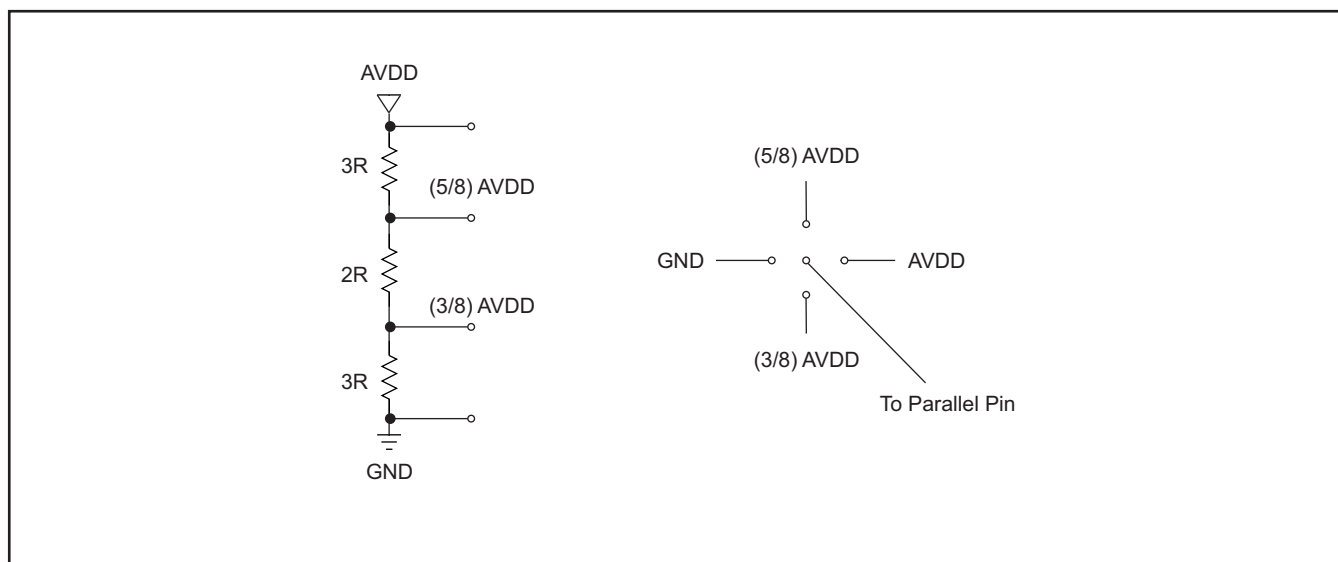 AVDD
3R
(5/8) AVDD
2R
(3/8) AVDD
3R
GND
(5/8) AVDD
GND
AVDD
(3/8) AVDD
To Parallel Pin